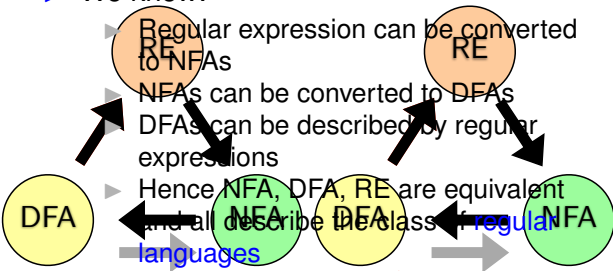 Regular expression can be converted
to NFAs
NFAs can be converted to DFAs
DFAs can be described by regular
expressions
Hence NFA, DFA, RE are equivalent
and all describe the class of regular
languages
RE
RE
DFA
NFA
DFA
NFA